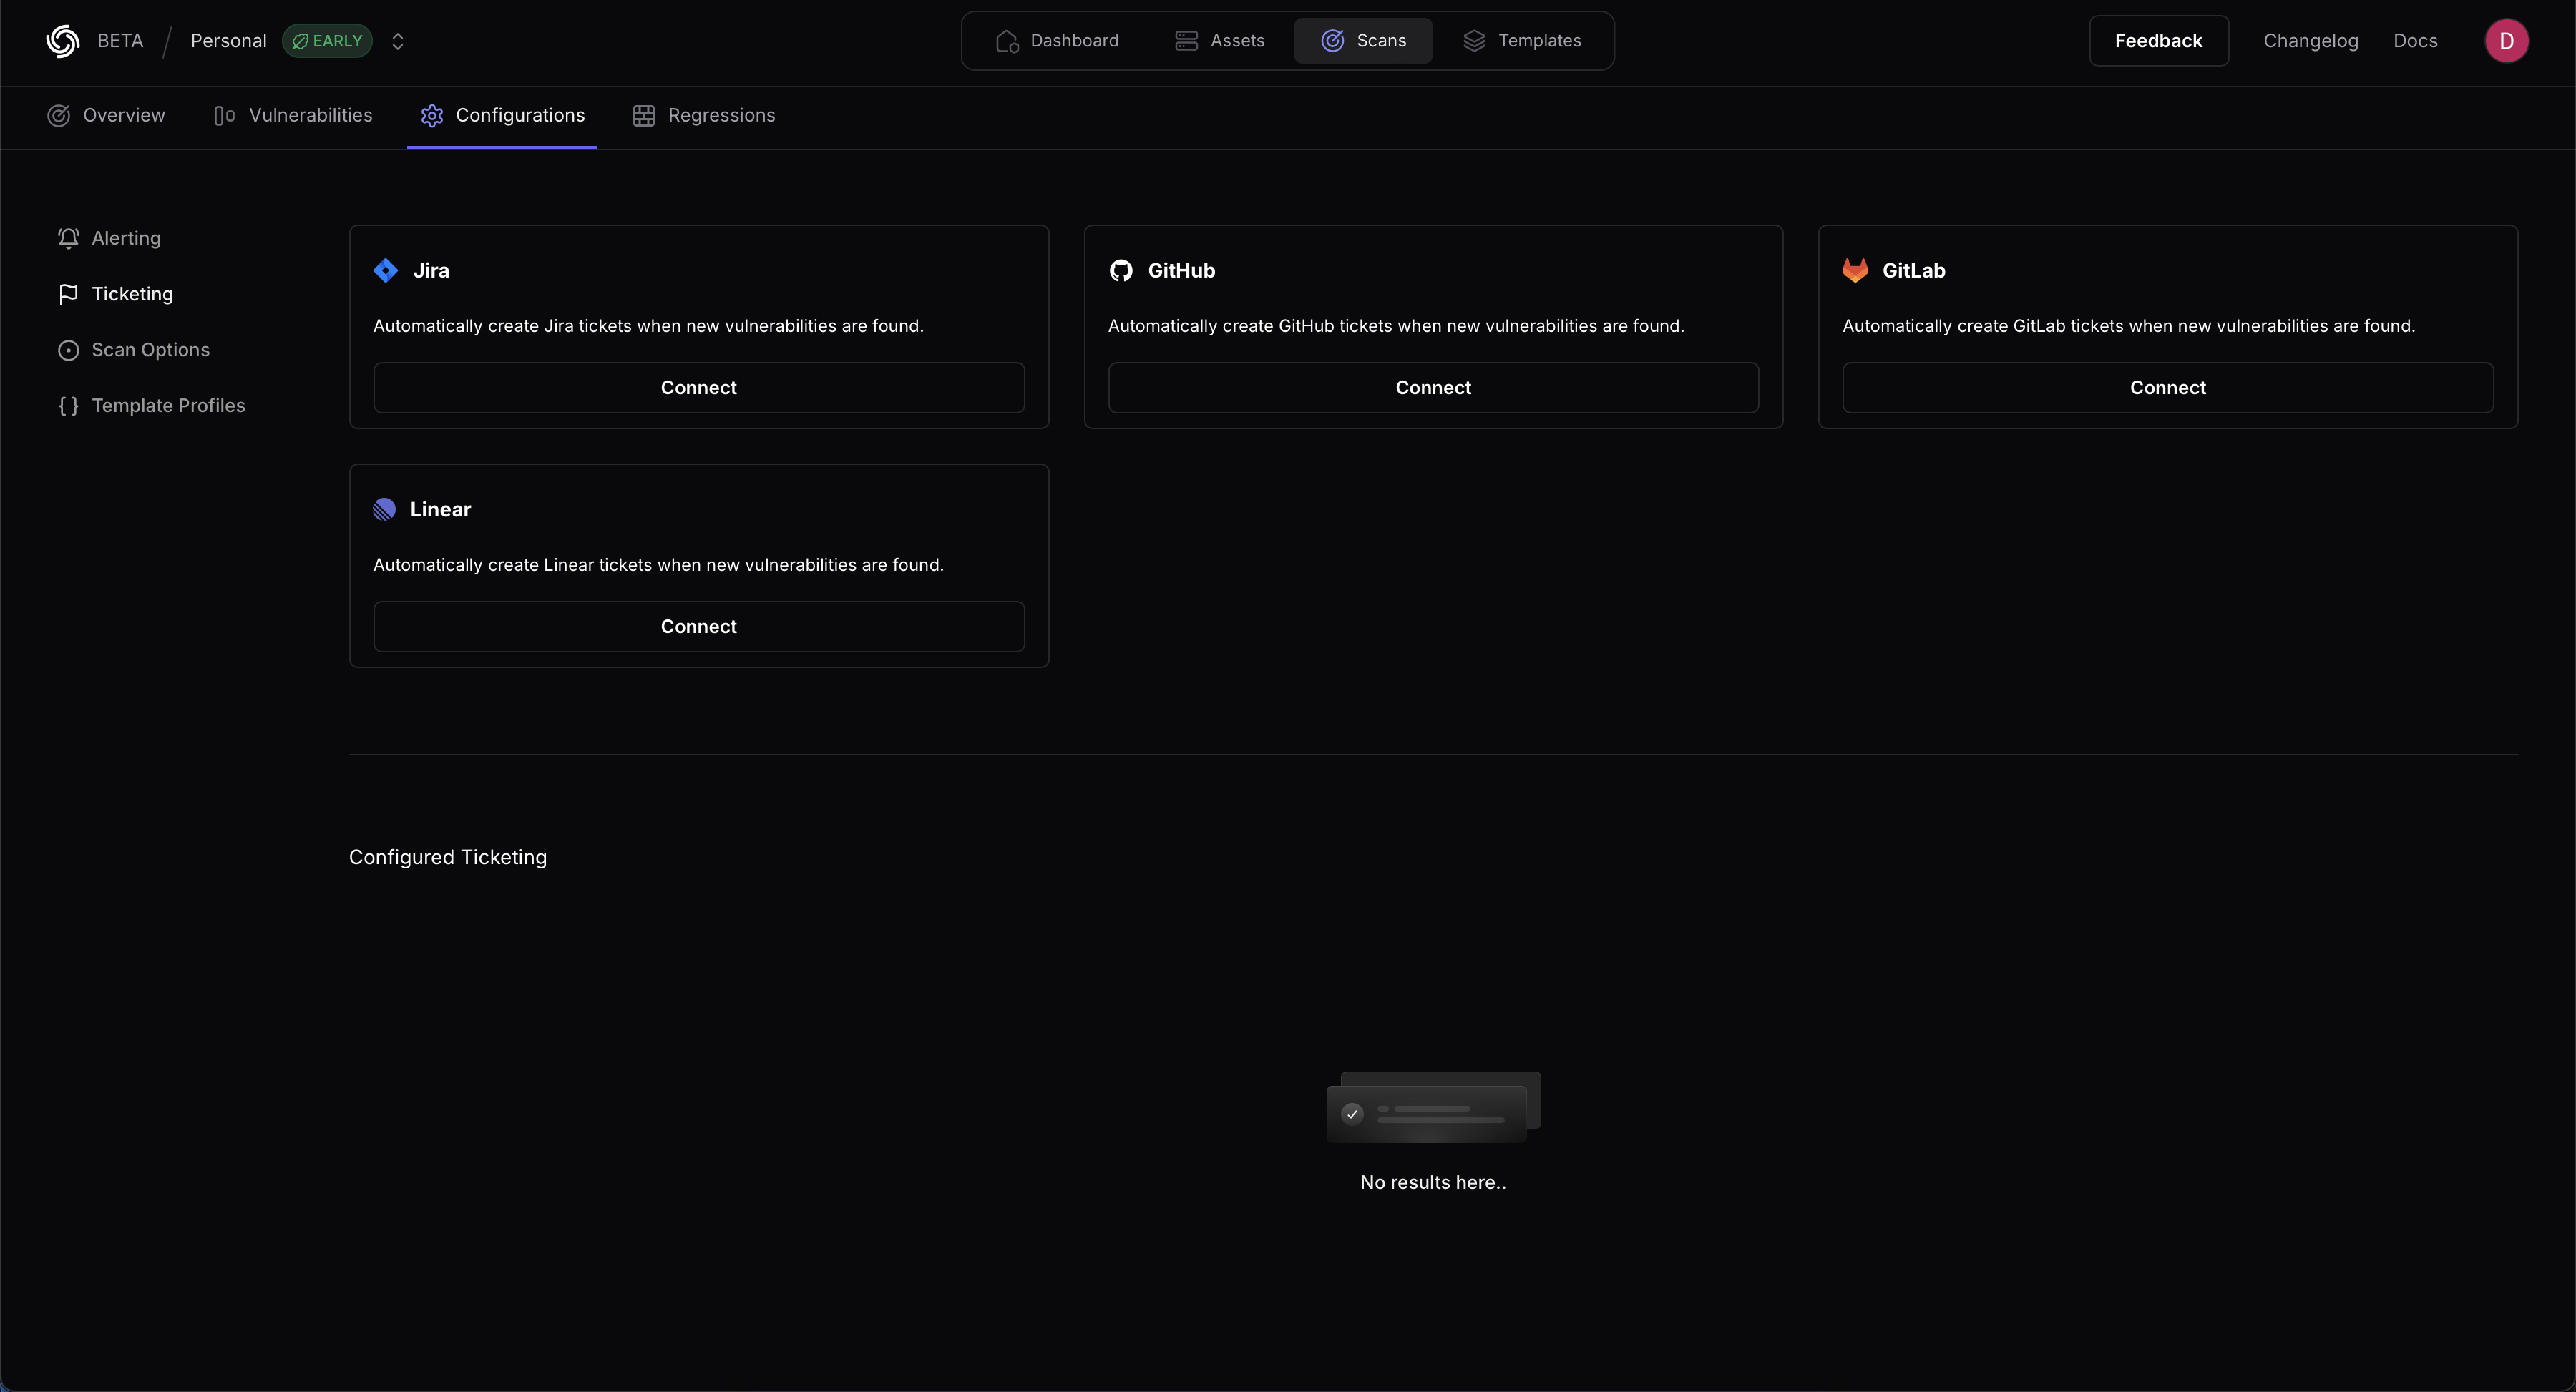 BETA / Personal EARLY Dashboard Assets Scans Templates Feedback Changelog Docs D
Overview Vulnerabilities Configurations Regressions
Alerting
Ticketing
Scan Options
Template Profiles
Jira
Automatically create Jira tickets when new vulnerabilities are found.
Connect
GitHub
Automatically create GitHub tickets when new vulnerabilities are found.
Connect
GitLab
Automatically create GitLab tickets when new vulnerabilities are found.
Connect
Linear
Automatically create Linear tickets when new vulnerabilities are found.
Connect
Configured Ticketing
No results here..